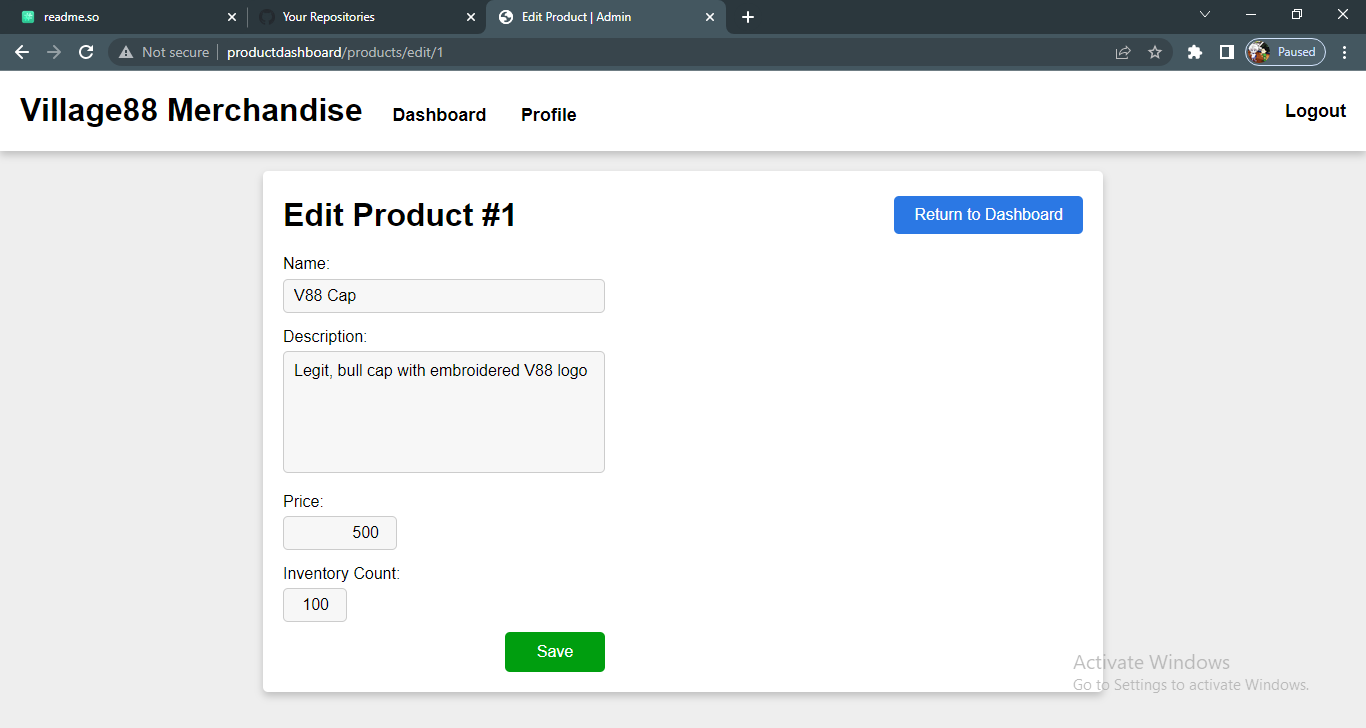 readme.so
Your Repositories
Edit Product | Admin
Not secure
productdashboard/products/edit/1
Paused
Village88 Merchandise
Dashboard
Profile
Logout
Edit Product #1
Return to Dashboard
Name:
V88 Cap
Description:
Legit, bull cap with embroidered V88 logo
Price:
500
Inventory Count:
100
Save
Activate Windows
Go to Settings to activate Windows.